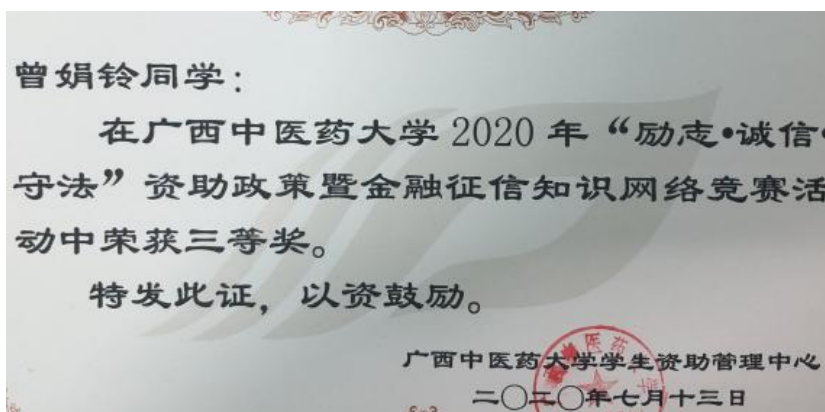 曾娟铃同学：
在广西中医药大学 2020 年“励志•诚信•
守法”资助政策暨金融征信知识网络竞赛活
动中荣获三等奖。
特发此证，以资鼓励。
广西中医药大学学生资助管理中心
二〇二〇年七月十三日